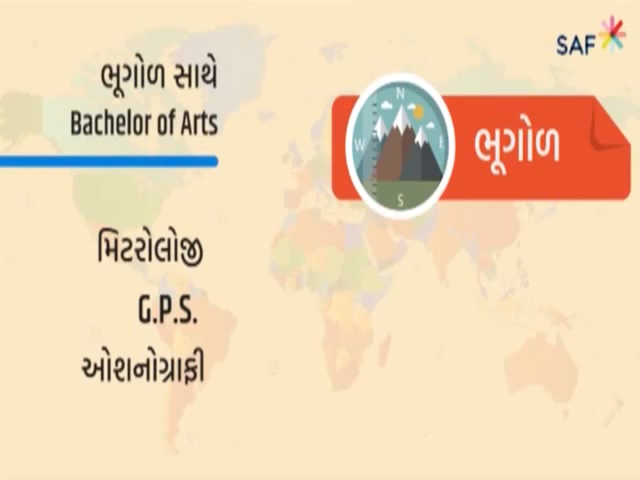 SAF
ભૂગોળ સાથે
Bachelor of Arts
ભૂગોળ
N
W
E
S
મિટરોલોજી
G.P.S.
ઓશનોગ્રાફી